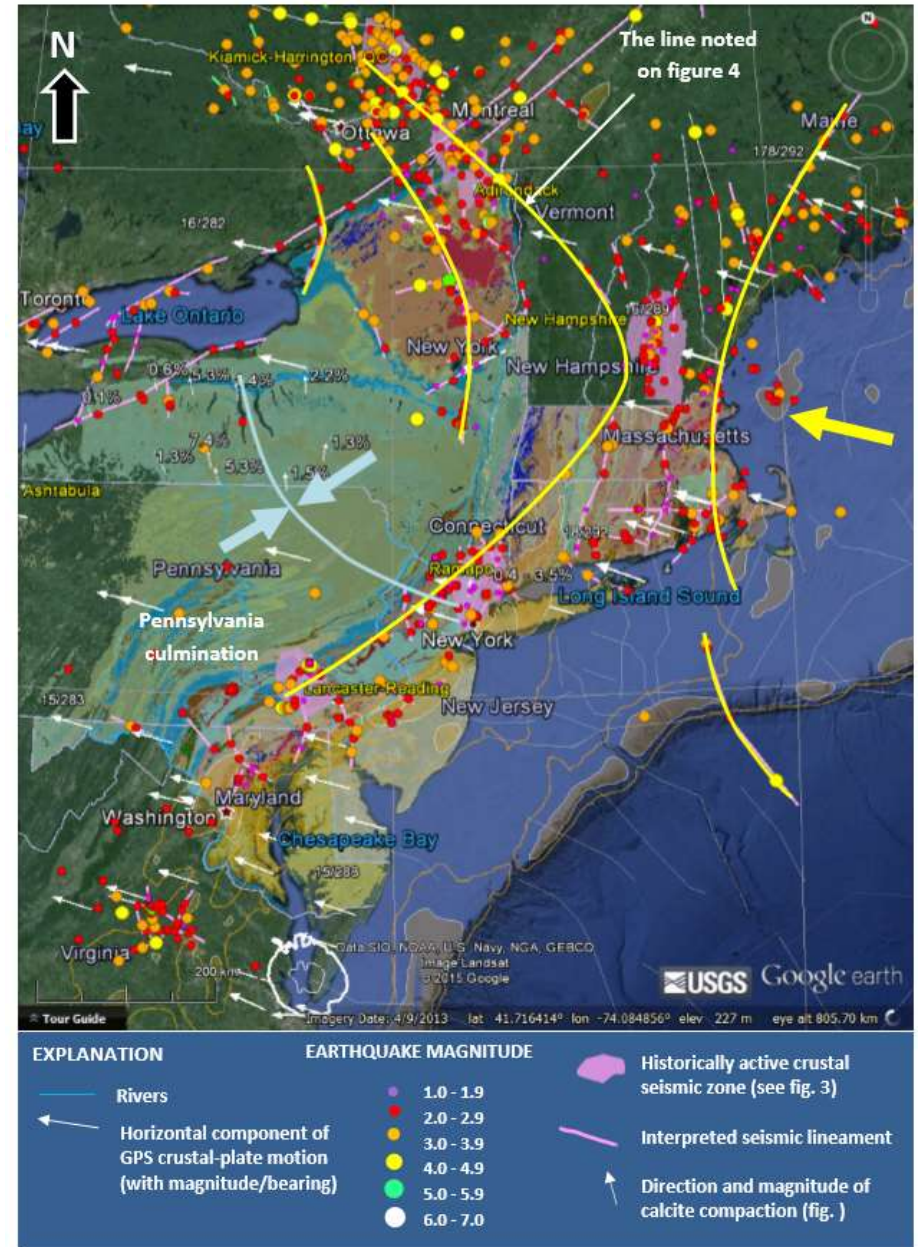 N
The line noted
on figure 4
N
Kiamick-Harrington, QC
Montreal
Maine
Ottawa
178/292
Adirondack
Vermont
16/282
Toronto
Lake Ontario
New Hampshire
New York
New Hampshire
0.6%
5.3%
.4%
2.2%
0.1%
Massachusetts
7.4%
1.3%
1.3%
5.3%
1.5%
Ashtabula
Connecticut
Pennsylvania
Ramapo
0.4 - 3.5%
Long Island Sound
Pennsylvania
culmination
New York
Lancaster-Reading
15/283
New Jersey
Maryland
Washington
Chesapeake Bay
15/283
Virginia
Data SIO, NOAA, U.S. Navy, NGA, GEBCO
Image Landsat
© 2015 Google
200 km
USGS Google earth
Tour Guide
Imagery Date: 4/9/2013 lat 41.716414° lon -74.084856° elev 227 m eye alt 805.70 km
EXPLANATION
Rivers
Horizontal component of
GPS crustal-plate motion
(with magnitude/bearing)
EARTHQUAKE MAGNITUDE
1.0 - 1.9
2.0 - 2.9
3.0 - 3.9
4.0 - 4.9
5.0 - 5.9
6.0 - 7.0
Historically active crustal
seismic zone (see fig. 3)
Interpreted seismic lineament
Direction and magnitude of
calcite compaction (fig. )